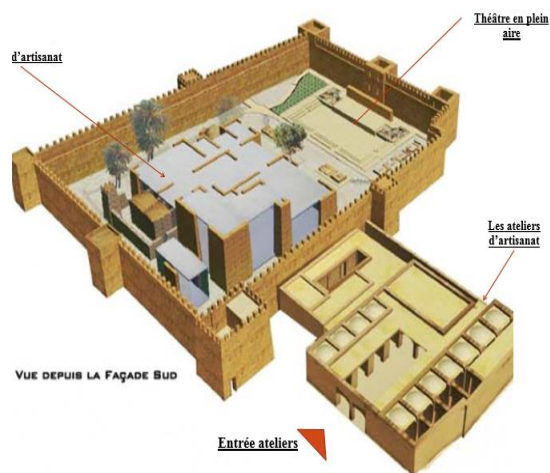 Théâtre en plein
aire
d'artisanat
Les ateliers
d'artisanat
VUE DEPUIS LA FAÇADE SUD
Entrée ateliers